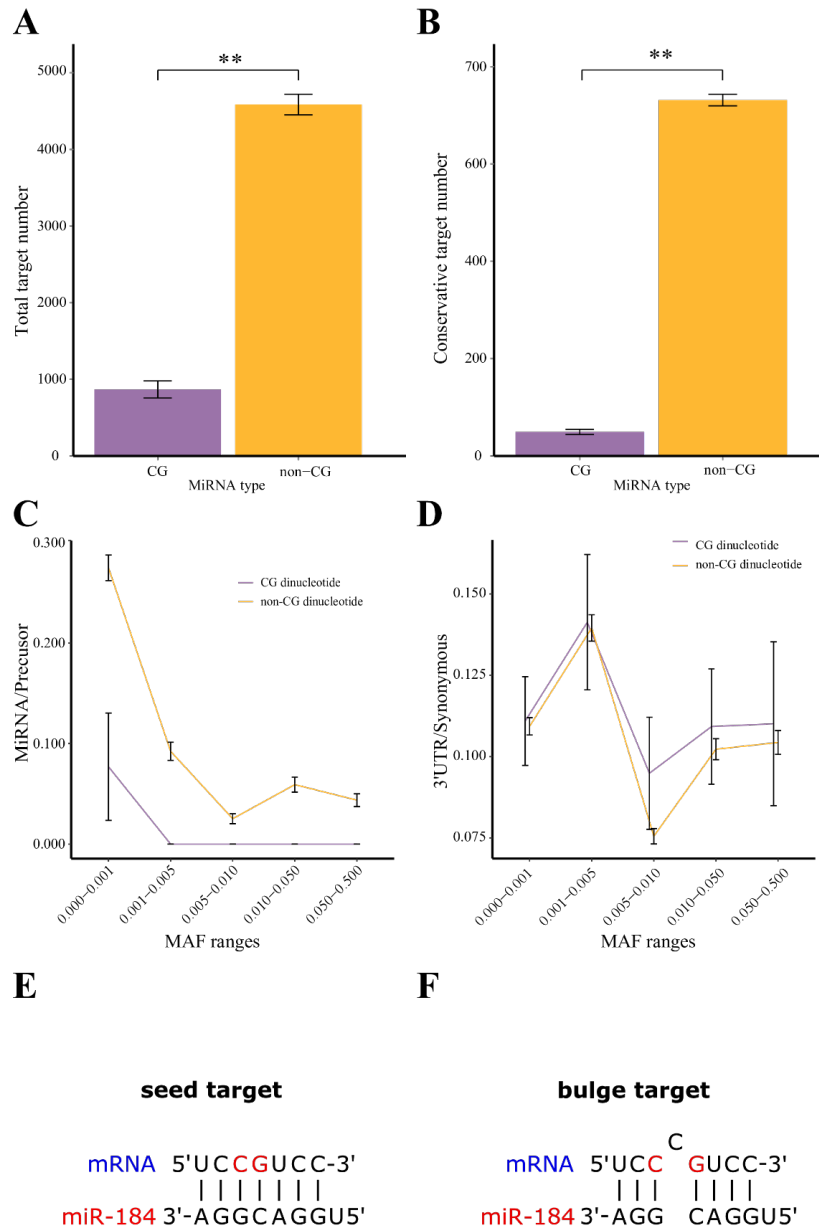 A
Total target number
5000
4000
3000
2000
1000
0
**
CG
non−CG
MiRNA type
B
Conservative target number
700
600
400
200
0
**
CG
non−CG
MiRNA type
C
MiRNA/Precusor
0.300
0.200
0.100
0.000
CG dinucleotide
non-CG dinucleotide
0.000−0.001
0.001−0.005
0.005−0.010
0.010−0.050
0.050−0.500
MAF ranges
D
3'UTR/Synonymous
0.150
0.125
0.100
0.075
CG dinucleotide
non-CG dinucleotide
0.000−0.001
0.001−0.005
0.005−0.010
0.010−0.050
0.050−0.500
MAF ranges
E
seed target
mRNA 5'UCCGUCC-3'
miR-184 3'-AGGCAGGU5'
F
bulge target
C
mRNA 5'UCC GUCC-3'
miR-184 3'-AGG CAGGU5'